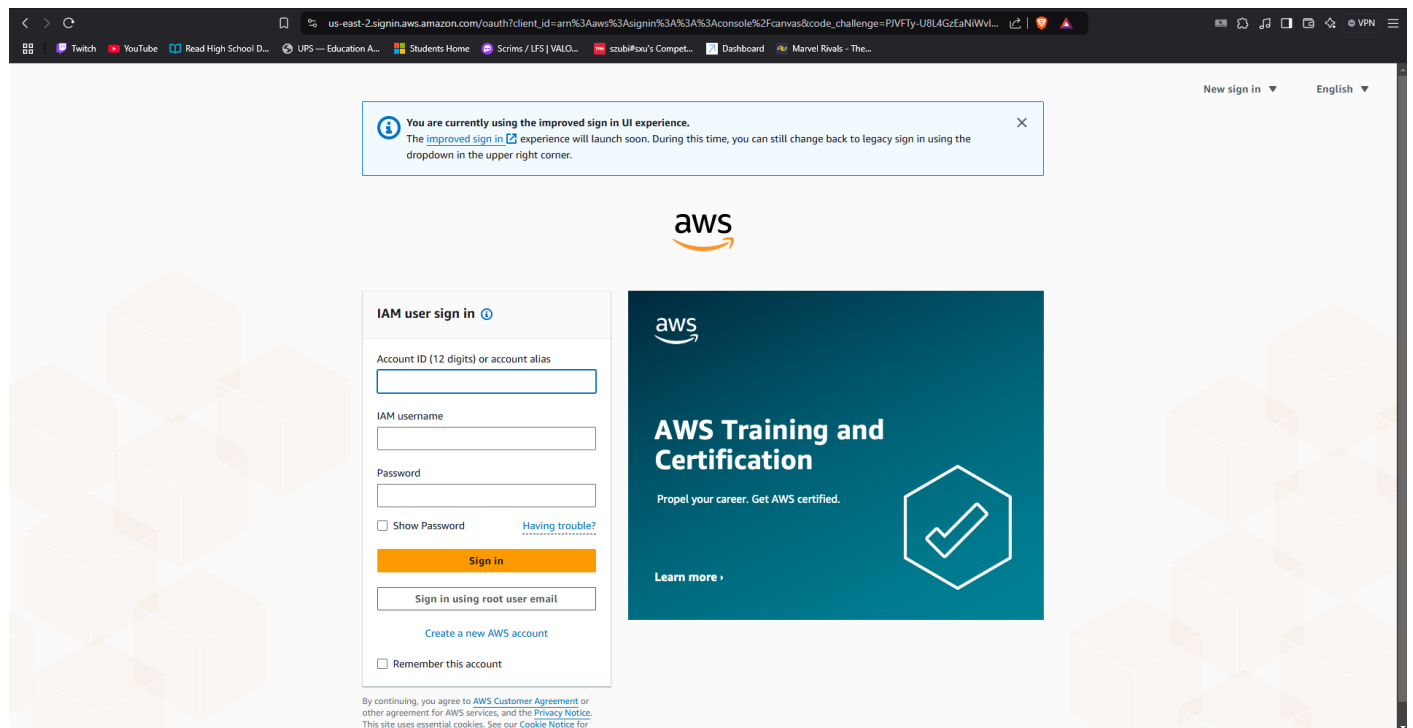 us-east-2.signin.aws.amazon.com/oauth?client_id=arn%3Aaws%3Asignin%3A%3A%3Aconsole%2Fcanvas&code_challenge=PJVFTy-U8L4GzEaNiWvI...
VPN
Twitch YouTube Read High School D... UPS — Education A... Students Home Scrims / LFS | VALO... szubi#sxu's Compet... Dashboard Marvel Rivals - The...
New sign in English
You are currently using the improved sign in UI experience.
The improved sign in experience will launch soon. During this time, you can still change back to legacy sign in using the
dropdown in the upper right corner.
aws
IAM user sign in
Account ID (12 digits) or account alias
IAM username
Password
Show Password Having trouble?
Sign in
Sign in using root user email
Create a new AWS account
Remember this account
aws
AWS Training and
Certification
Propel your career. Get AWS certified.
Learn more ›
By continuing, you agree to AWS Customer Agreement or
other agreement for AWS services, and the Privacy Notice.
This site uses essential cookies. See our Cookie Notice for